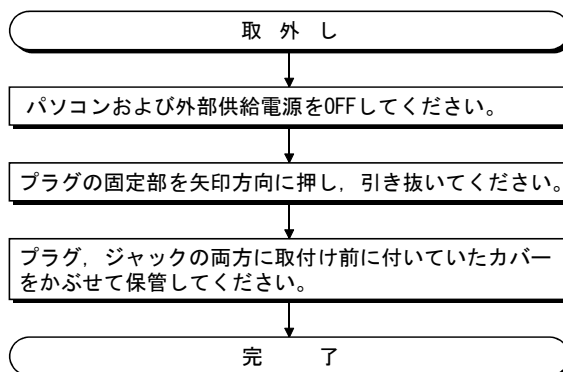 取 外 し
パソコンおよび外部供給電源をOFFしてください。
プラグの固定部を矢印方向に押し，引き抜いてください。
プラグ，ジャックの両方に取付け前に付いていたカバー
をかぶせて保管してください。
完 了